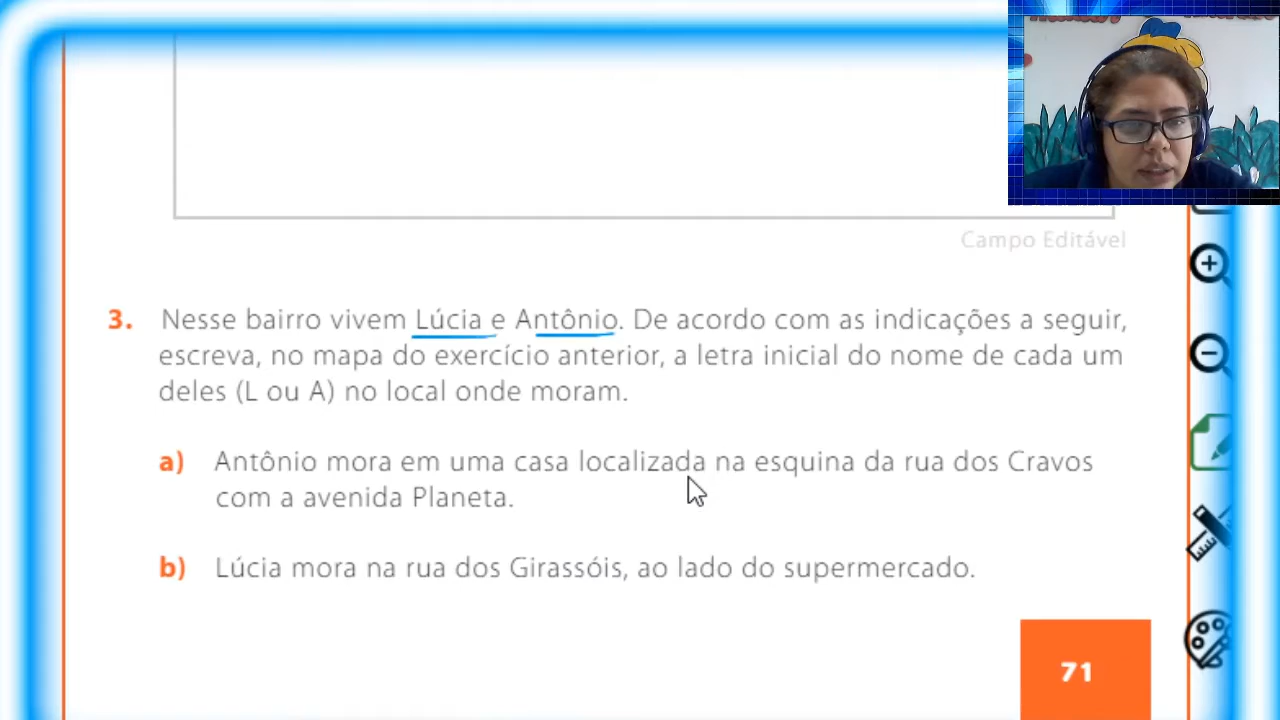 Campo Editável
3. Nesse bairro vivem Lúcia e Antônio. De acordo com as indicações a seguir,
escreva, no mapa do exercício anterior, a letra inicial do nome de cada um
deles (L ou A) no local onde moram.
a) Antônio mora em uma casa localizada na esquina da rua dos Cravos
com a avenida Planeta.
b) Lúcia mora na rua dos Girassóis, ao lado do supermercado.
71